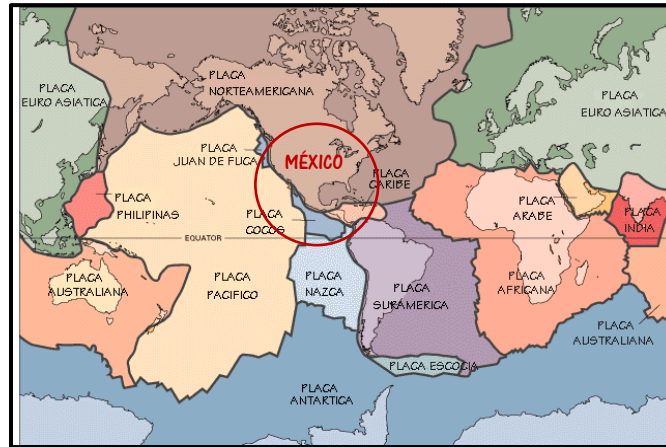 PLACA
NORTEAMERICANA
PLACA
EURO ASIATICA
PLACA
EURO ASIATICA
PLACA
JUAN DE FUCA
MÉXICO
PLACA
CARIBE
PLACA
PHILIPINAS
PLACA
COCOS
PLACA
ARABE
PLACA
INDIA
EQUATOR
PLACA
AUSTRALIANA
PLACA
PACIFICO
PLACA
NAZCA
PLACA
SURAMERICA
PLACA
AFRICANA
PLACA
AUSTRALIANA
PLACA ESCOCIA
PLACA
ANTARTICA